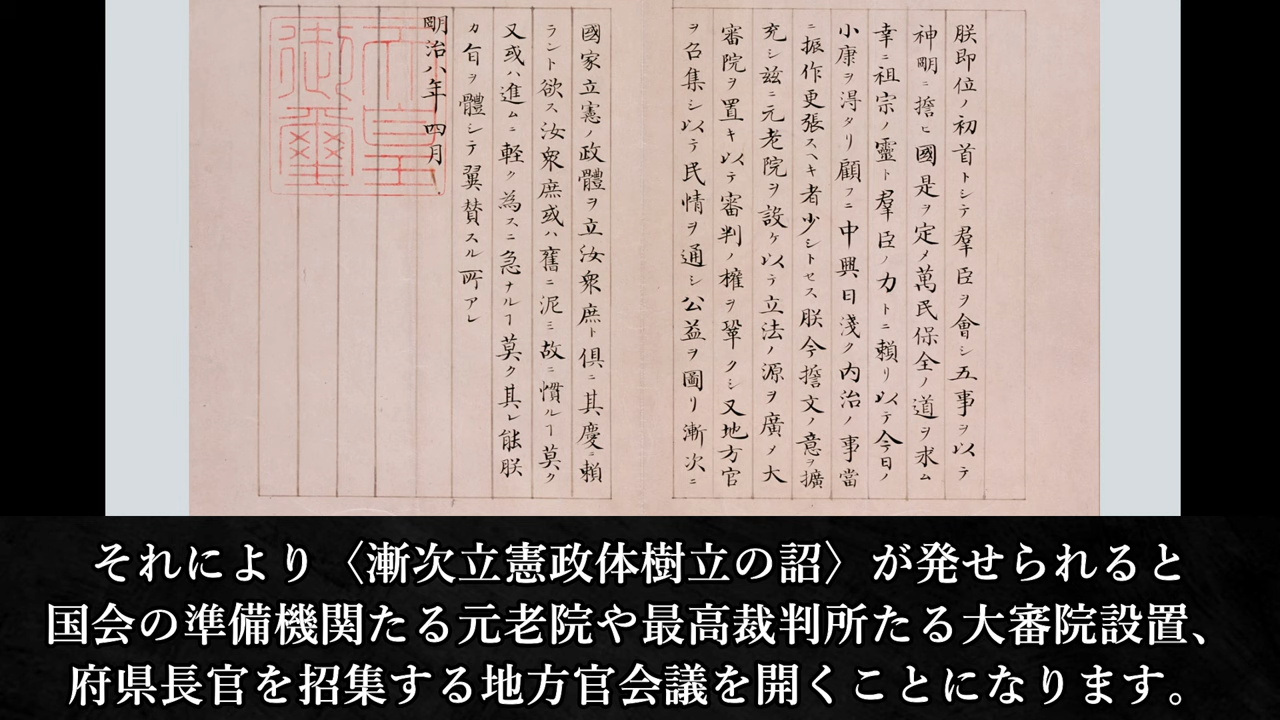 朕即位ノ初首トシテ群臣ヲ會シ五事ヲ以テ
神明ニ誓ヒ國是ヲ定メ萬民保全ノ道ヲ求ム
幸ニ祖宗ノ靈ト群臣ノ力トニ頼リ以テ今日ノ
小康ヲ得タリ顧フニ中興日淺ク内治ノ事當
ニ振作更張スヘキ者少シトセス朕今誓文ノ意ヲ擴
充シ茲ニ元老院ヲ設ケ以テ立法ノ源ヲ廣メ大
審院ヲ置キ以テ審判ノ權ヲ鞏クシ又地方官
ヲ召集シ以テ民情ヲ通シ公益ヲ圖リ漸次ニ
國家立憲ノ政體ヲ立汝衆庶ト倶ニ其慶ニ頼
ラント欲ス汝衆庶或ハ舊ニ泥ミ故ニ慣ルヿ莫ク
又或ハ進ムニ軽ク為スニ急ナルヿ莫ク其レ能朕
カ旨ヲ體シテ翼賛スル所アレ
明治八年四月
天皇
御璽
それにより〈漸次立憲政体樹立の詔〉が発せられると
国会の準備機関たる元老院や最高裁判所たる大審院設置、
府県長官を招集する地方官会議を開くことになります。